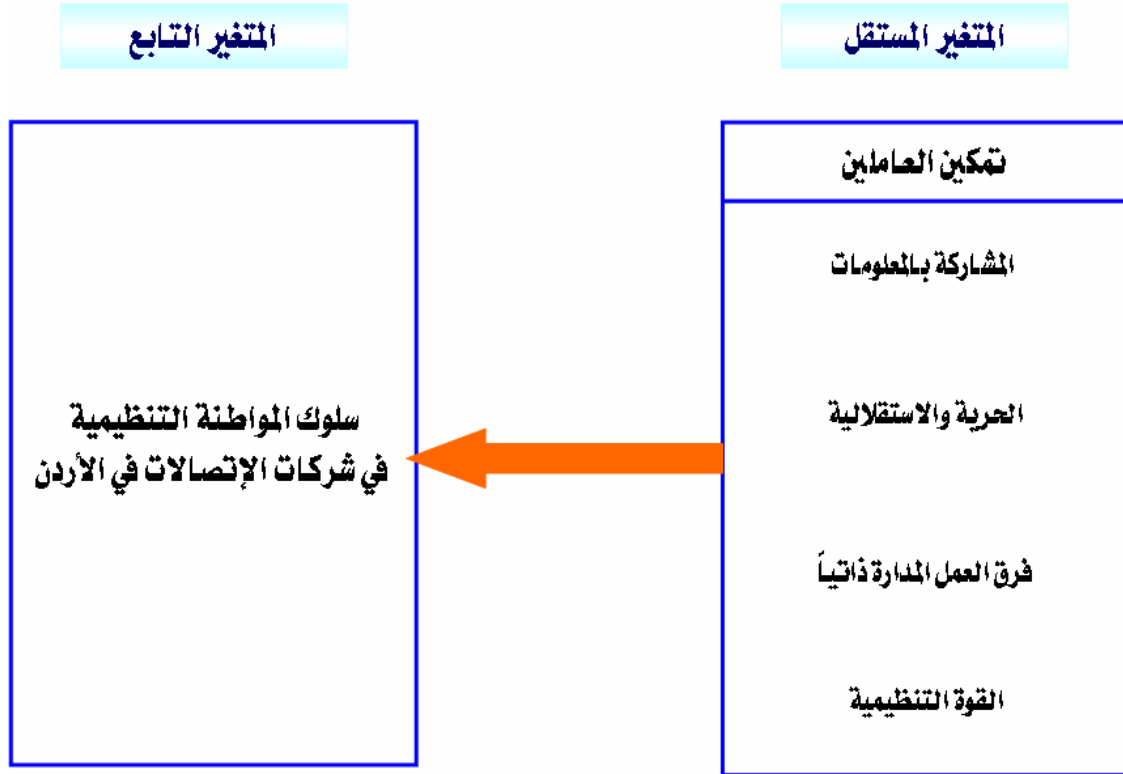 المتغير المستقل
المتغير التابع
تمكين العاملين
المشاركة بالمعلومات
الحرية والاستقلالية
فرق العمل المدارة ذاتياً
القوة التنظيمية
سلوك المواطنة التنظيمية
في شركات الإتصالات في الأردن